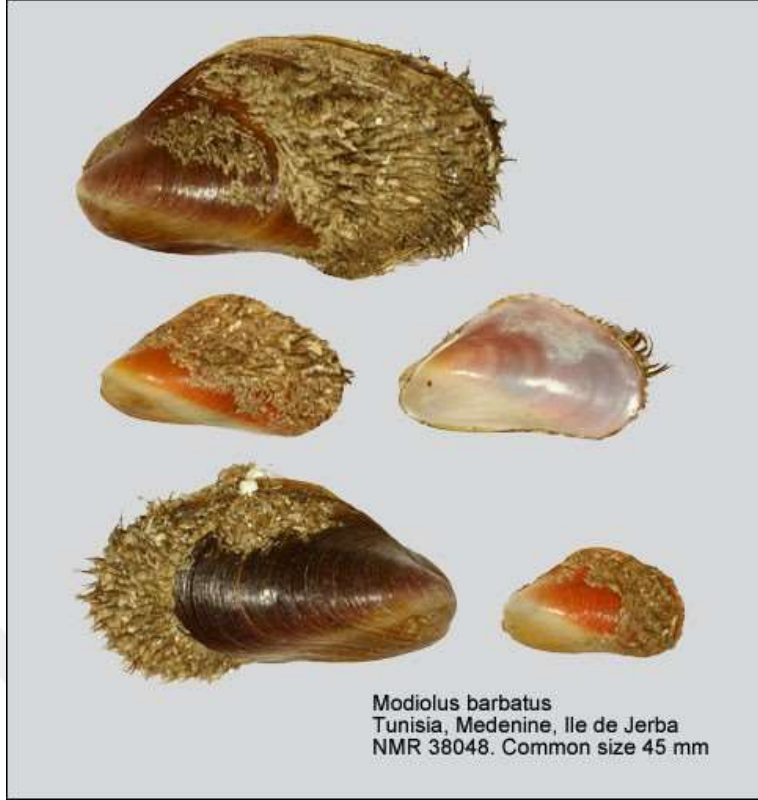 Modiolus barbatus
Tunisia, Medenine, Ile de Jerba
NMR 38048. Common size 45 mm